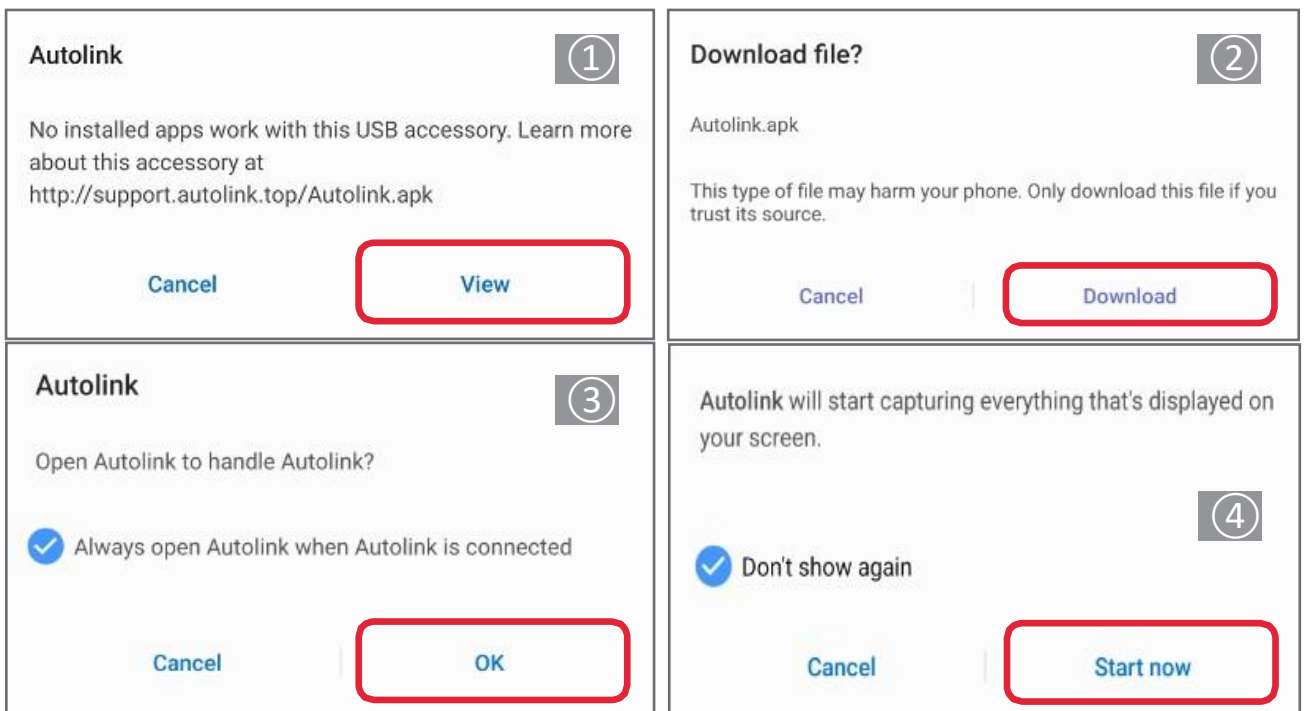 Autolink
①
No installed apps work with this USB accessory. Learn more
about this accessory at
http://support.autolink.top/Autolink.apk
Cancel
View
Download file?
②
Autolink.apk
This type of file may harm your phone. Only download this file if you
trust its source.
Cancel
Download
Autolink
③
Open Autolink to handle Autolink?
Always open Autolink when Autolink is connected
Cancel
OK
Autolink will start capturing everything that's displayed on
your screen.
④
Don't show again
Cancel
Start now